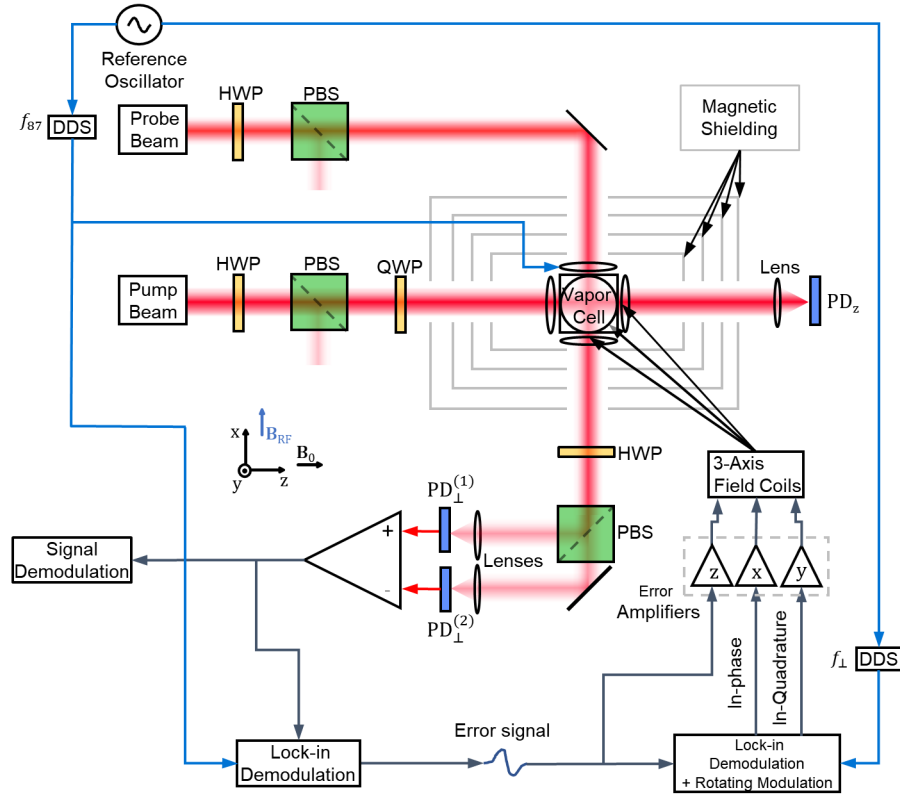 Reference
Oscillator
HWP
PBS
Magnetic
Shielding
f₈₇
DDS
Probe
Beam
HWP
PBS
QWP
Lens
Pump
Beam
Vapor
Cell
PD_z
x
B_RF
B₀
y
z
HWP
3-Axis
Field Coils
PD⊥⁽¹⁾
+
Lenses
PBS
Signal
Demodulation
-
PD⊥⁽²⁾
z
x
y
Error
Amplifiers
In-phase
In-Quadrature
f⊥
DDS
Error signal
Lock-in
Demodulation
Lock-in
Demodulation
+ Rotating Modulation